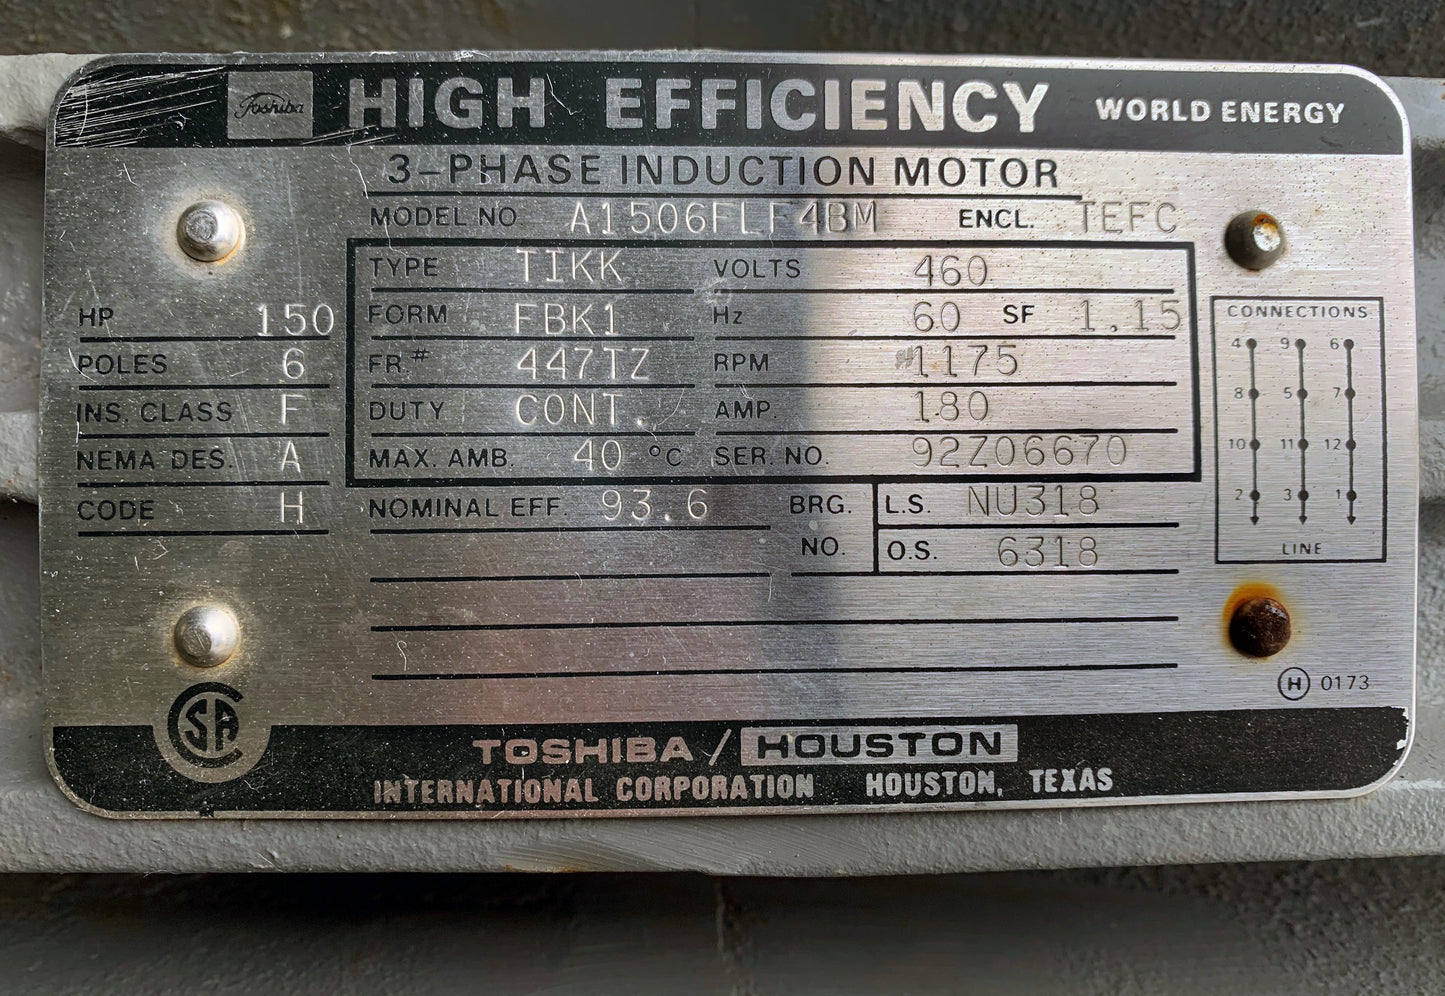 Toshiba HIGH EFFICIENCY WORLD ENERGY
3-PHASE INDUCTION MOTOR
MODEL NO A1506FLF4BM ENCL. TEFC
TYPE TIKK VOLTS 460
HP 150 FORM FBK1 Hz 60 SF 1.15
POLES 6 FR.# 447TZ RPM 1175
INS. CLASS F DUTY CONT. AMP. 180
NEMA DES. A MAX. AMB. 40 °C SER. NO. 92Z06670
CODE H NOMINAL EFF. 93.6 BRG. L.S. NU318
NO. O.S. 6318
CONNECTIONS
4 9 6
8 5 7
10 11 12
2 3 1
LINE
H 0173
CSA
TOSHIBA/HOUSTON
INTERNATIONAL CORPORATION HOUSTON, TEXAS